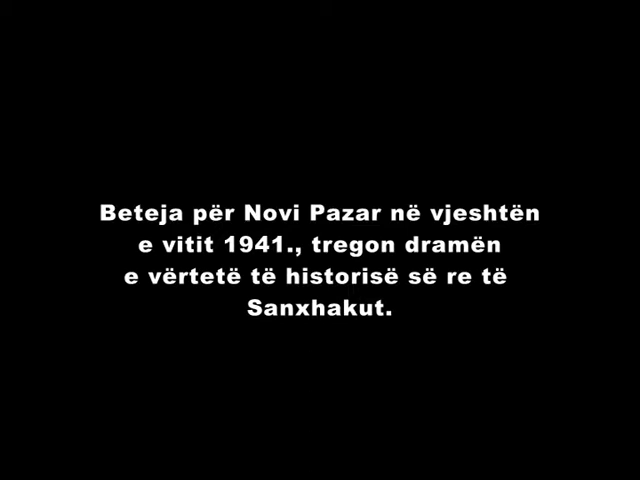 Beteja për Novi Pazar në vjeshtën
e vitit 1941., tregon dramën
e vërtetë të historisë së re të
Sanxhakut.